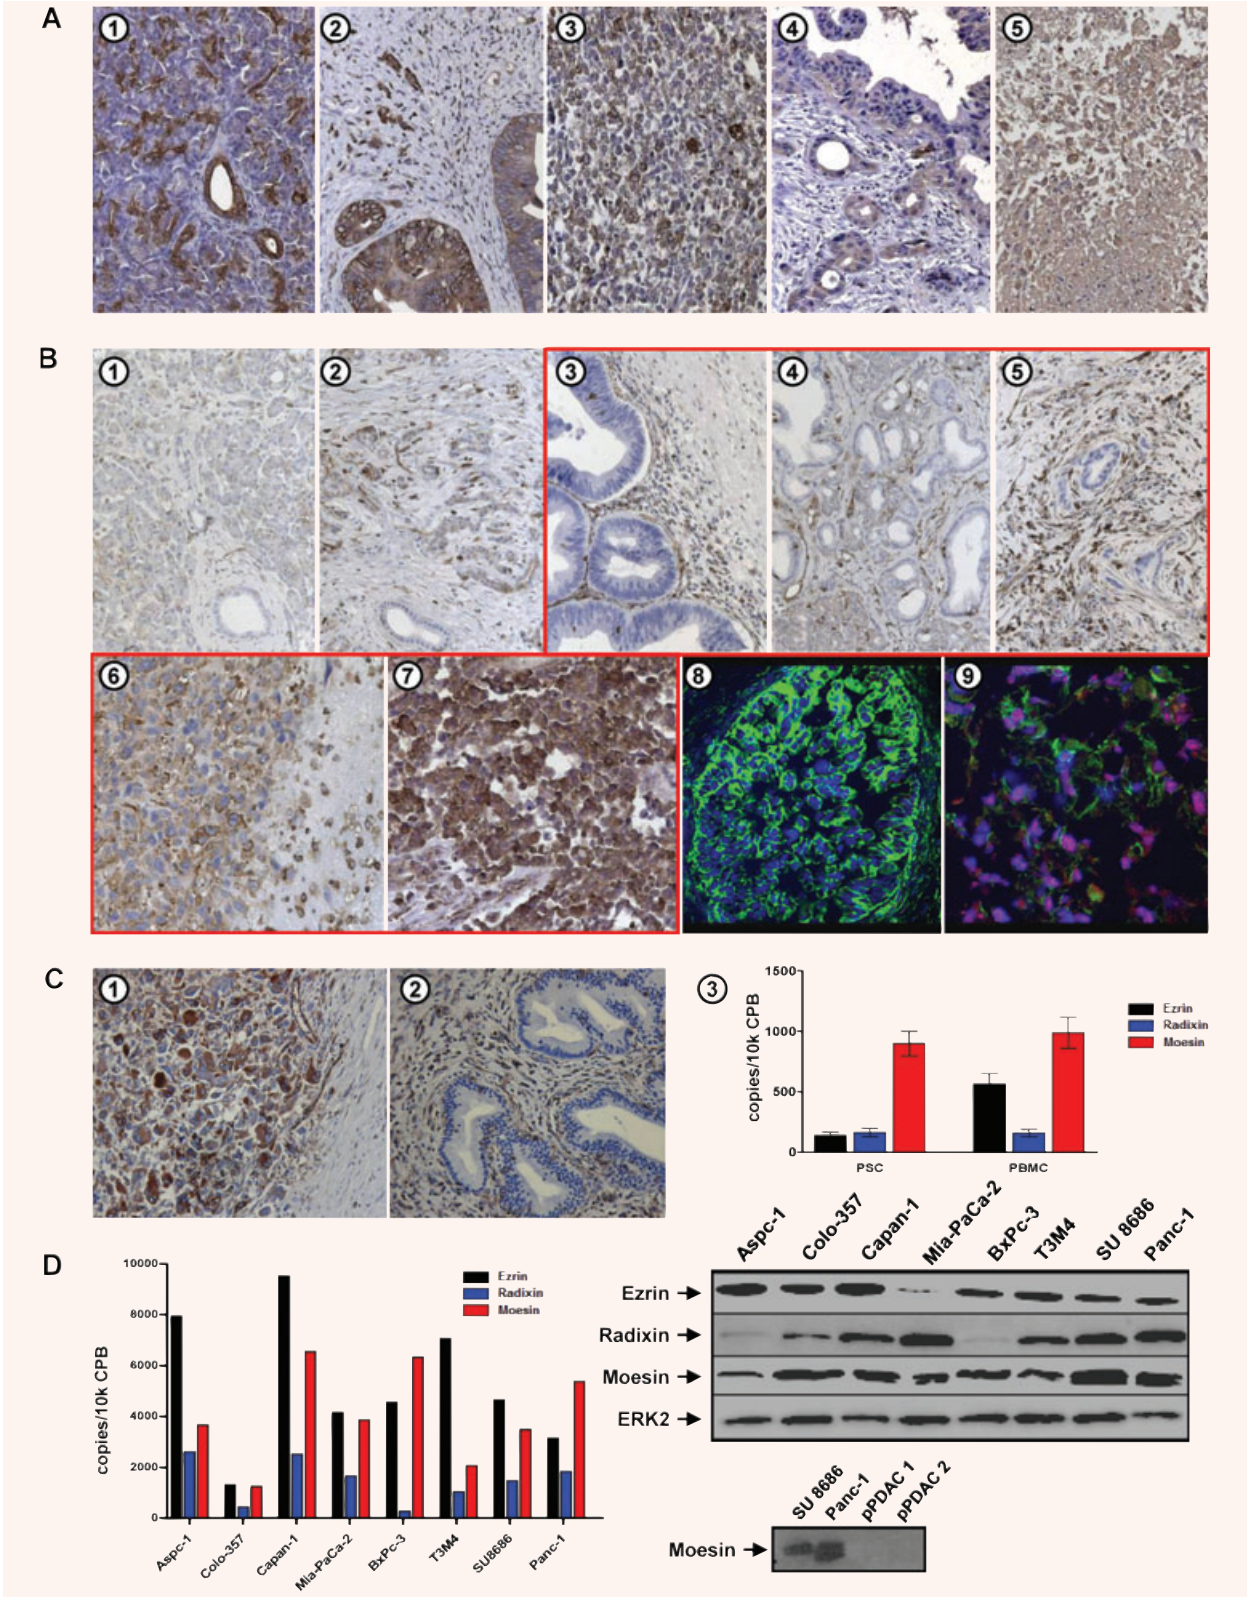 A
1 2 3 4 5
B
1 2 3 4 5
6 7 8 9
C
1 2 3
1500
1000
500
0
copies/10k CPB
Ezrin
Radixin
Moesin
PSC PBMC
D
10000
8000
6000
4000
2000
0
copies/10k CPB
Ezrin
Radixin
Moesin
Aspc-1 Colo-357 Capan-1 Mia-PaCa-2 BxPc-3 T3M4 SU8686 Panc-1
Aspc-1 Colo-357 Capan-1 Mia-PaCa-2 BxPc-3 T3M4 SU 8686 Panc-1
Ezrin
Radixin
Moesin
ERK2
SU 8686 Panc-1 pPDAC 1 pPDAC 2
Moesin